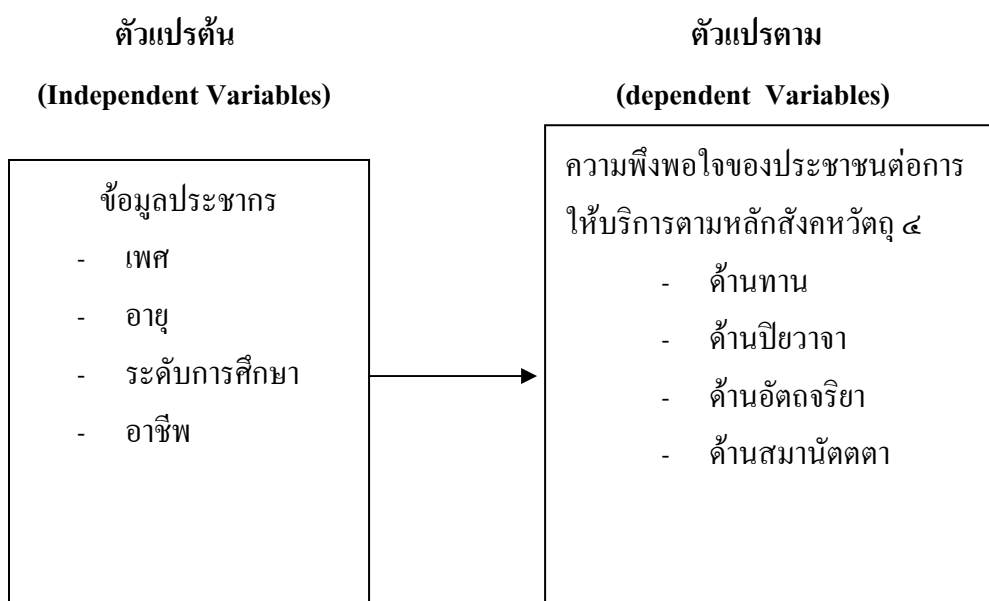 ตัวแปรต้น
(Independent Variables)
ข้อมูลประชากร
- เพศ
- อายุ
- ระดับการศึกษา
- อาชีพ
ตัวแปรตาม
(dependent Variables)
ความพึงพอใจของประชาชนต่อการ
ให้บริการตามหลักสังคหวัตถุ ๔
- ด้านทาน
- ด้านปิยวาจา
- ด้านอัตถจริยา
- ด้านสมานัตตตา